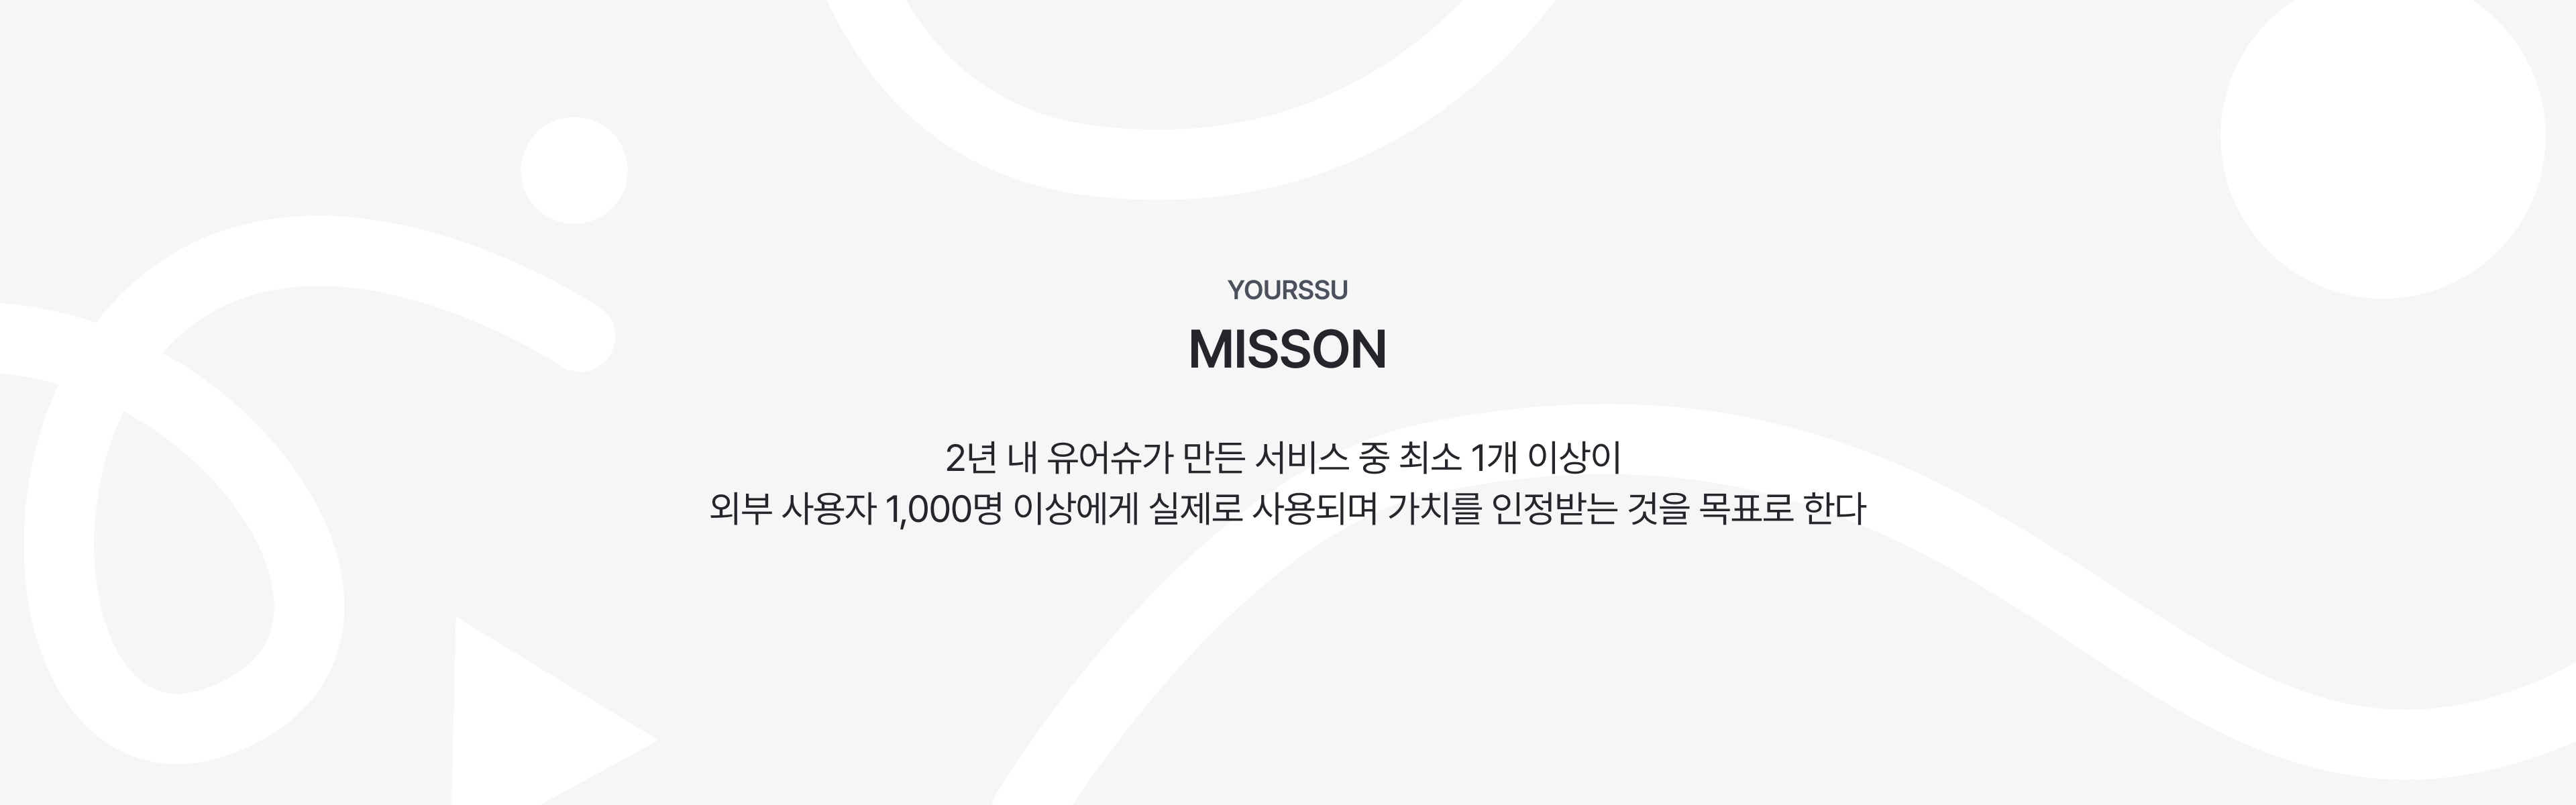 YOURSSU
MISSON
2년 내 유어슈가 만든 서비스 중 최소 1개 이상이
외부 사용자 1,000명 이상에게 실제로 사용되며 가치를 인정받는 것을 목표로 한다